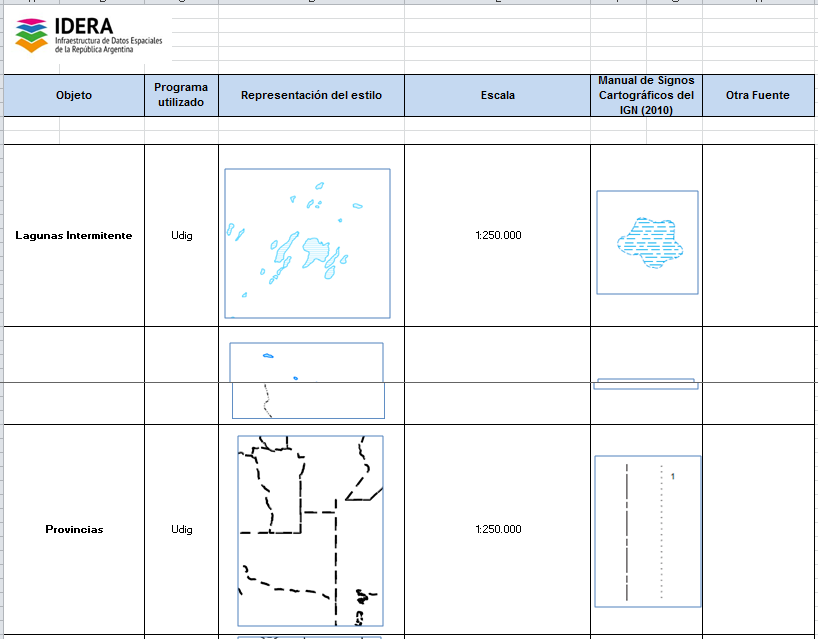 IDERA
Infraestructura de Datos Espaciales
de la República Argentina
Objeto
Programa
utilizado
Representación del estilo
Escala
Manual de Signos
Cartográficos del
IGN (2010)
Otra Fuente
Lagunas Intermitente
Udig
1:250.000
Provincias
Udig
1:250.000
1